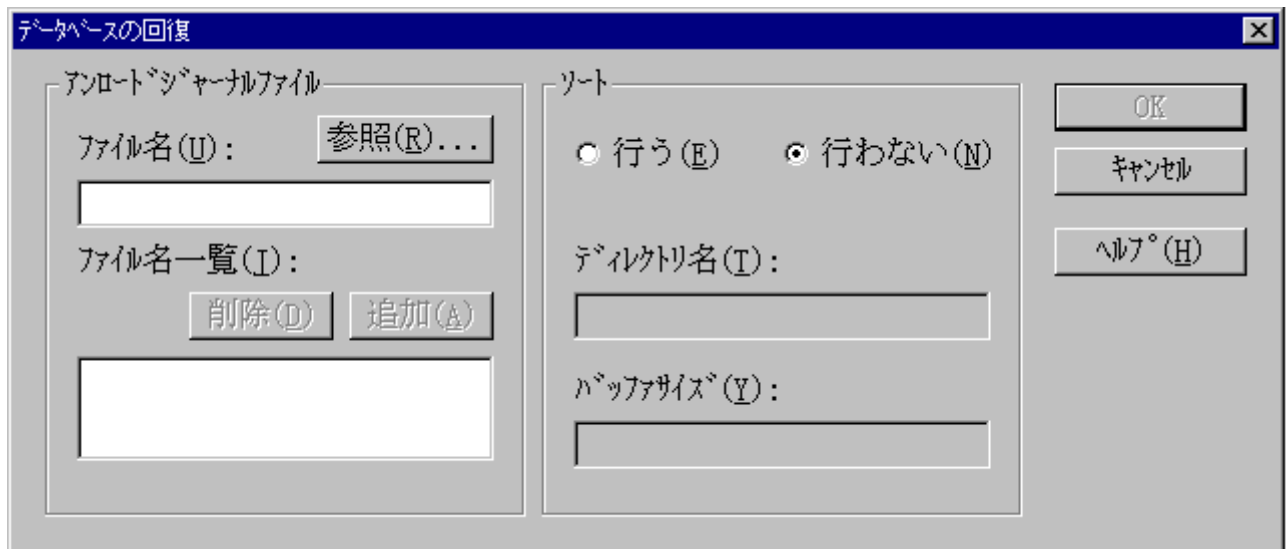 ﾃﾞｰﾀﾍﾞｰｽの回復
ｱﾝﾛｰﾄﾞｼﾞｬｰﾅﾙﾌｧｲﾙ
ﾌｧｲﾙ名(U):
参照(R)...
ﾌｧｲﾙ名一覧(I):
削除(D)
追加(A)
ｿｰﾄ
行う(E)
行わない(N)
ﾃﾞｨﾚｸﾄﾘ名(T):
ﾊﾞｯﾌｧｻｲｽﾞ(Y):
OK
ｷｬﾝｾﾙ
ﾍﾙﾌﾟ(H)